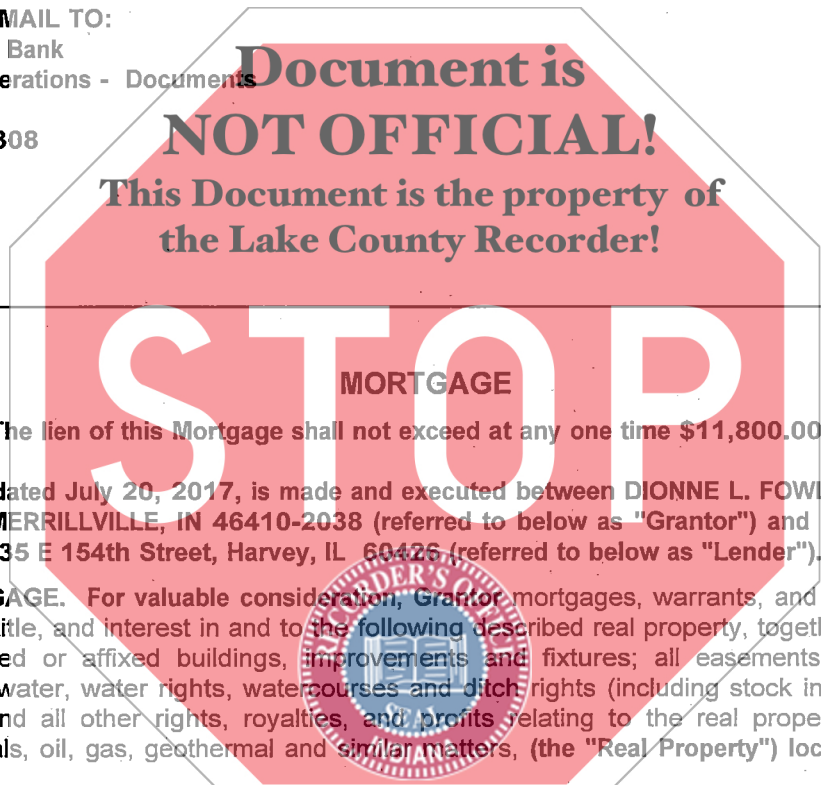 MAIL TO:
Bank
erations - Documents
308
Document is
NOT OFFICIAL!
This Document is the property of
the Lake County Recorder!
STOP
MORTGAGE
The lien of this Mortgage shall not exceed at any one time $11,800.00
dated July 20, 2017, is made and executed between DIONNE L. FOWL
MERRILLVILLE, IN 46410-2038 (referred to below as "Grantor") and
35 E 154th Street, Harvey, IL 60426 (referred to below as "Lender").
GAGE. For valuable consideration, Grantor mortgages, warrants, and
title, and interest in and to the following described real property, togeth
ed or affixed buildings, improvements and fixtures; all easements
water, water rights, watercourses and ditch rights (including stock in
nd all other rights, royalties, and profits relating to the real prope
als, oil, gas, geothermal and similar matters, (the "Real Property") loc
RECORDER'S OFFICE
SEAL
INDIANA